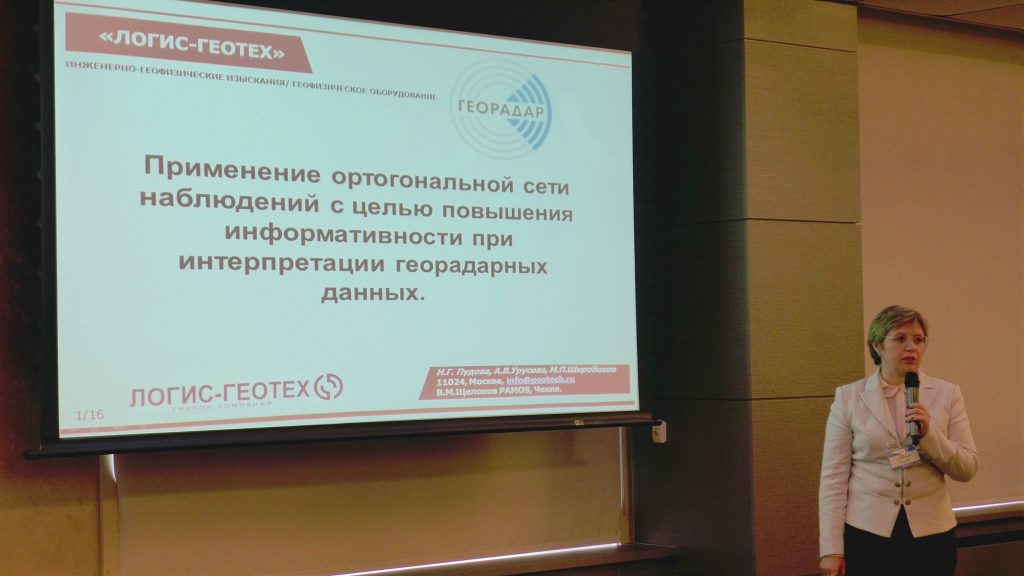 «ЛОГИС-ГЕОТЕХ»
ИНЖЕНЕРНО-ГЕОФИЗИЧЕСКИЕ ИЗЫСКАНИЯ/ ГЕОФИЗИЧЕСКОЕ ОБОРУДОВАНИЕ
ГЕОРАДАР
Применение ортогональной сети
наблюдений с целью повышения
информативности при
интерпретации георадарных
данных.
Н.Г. Пудова, А.В.Урусова, М.П.Широбоков
11024, Москва, info@geotech.ru
В.М.Щелоков PAMOS, Чехия.
ЛОГИС-ГЕОТЕХ
ГРУППА КОМПАНИЙ
1/16